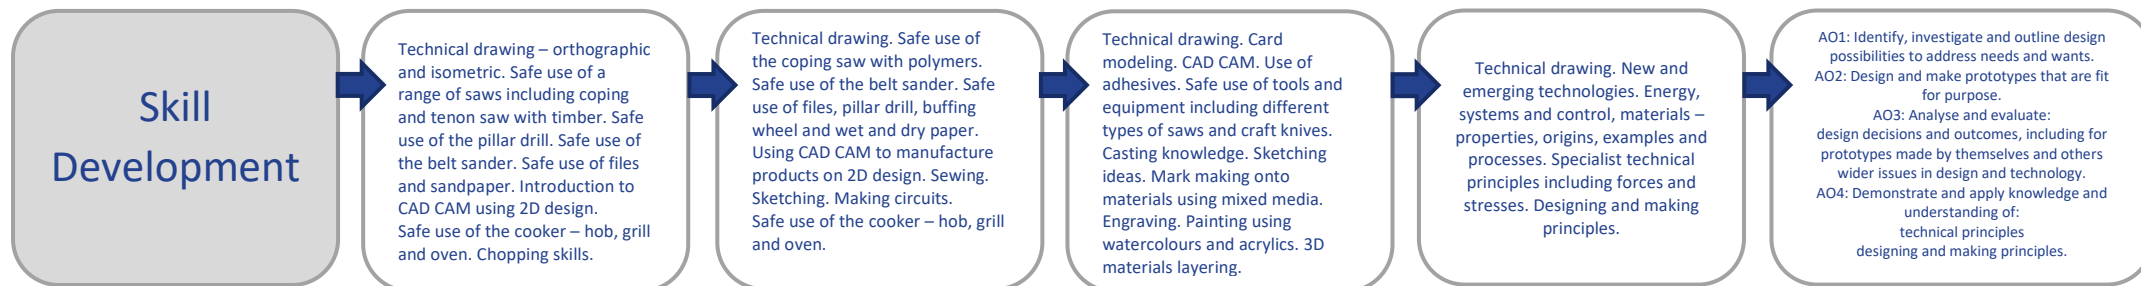 Skill
Development
Technical drawing – orthographic
and isometric. Safe use of a
range of saws including coping
and tenon saw with timber. Safe
use of the pillar drill. Safe use of
the belt sander. Safe use of files
and sandpaper. Introduction to
CAD CAM using 2D design.
Safe use of the cooker – hob, grill
and oven. Chopping skills.
Technical drawing. Safe use of
the coping saw with polymers.
Safe use of the belt sander. Safe
use of files, pillar drill, buffing
wheel and wet and dry paper.
Using CAD CAM to manufacture
products on 2D design. Sewing.
Sketching. Making circuits.
Safe use of the cooker – hob, grill
and oven.
Technical drawing. Card
modeling. CAD CAM. Use of
adhesives. Safe use of tools and
equipment including different
types of saws and craft knives.
Casting knowledge. Sketching
ideas. Mark making onto
materials using mixed media.
Engraving. Painting using
watercolours and acrylics. 3D
materials layering.
Technical drawing. New and
emerging technologies. Energy,
systems and control, materials –
properties, origins, examples and
processes. Specialist technical
principles including forces and
stresses. Designing and making
principles.
AO1: Identify, investigate and outline design
possibilities to address needs and wants.
AO2: Design and make prototypes that are fit
for purpose.
AO3: Analyse and evaluate:
design decisions and outcomes, including for
prototypes made by themselves and others
wider issues in design and technology.
AO4: Demonstrate and apply knowledge and
understanding of:
technical principles
designing and making principles.